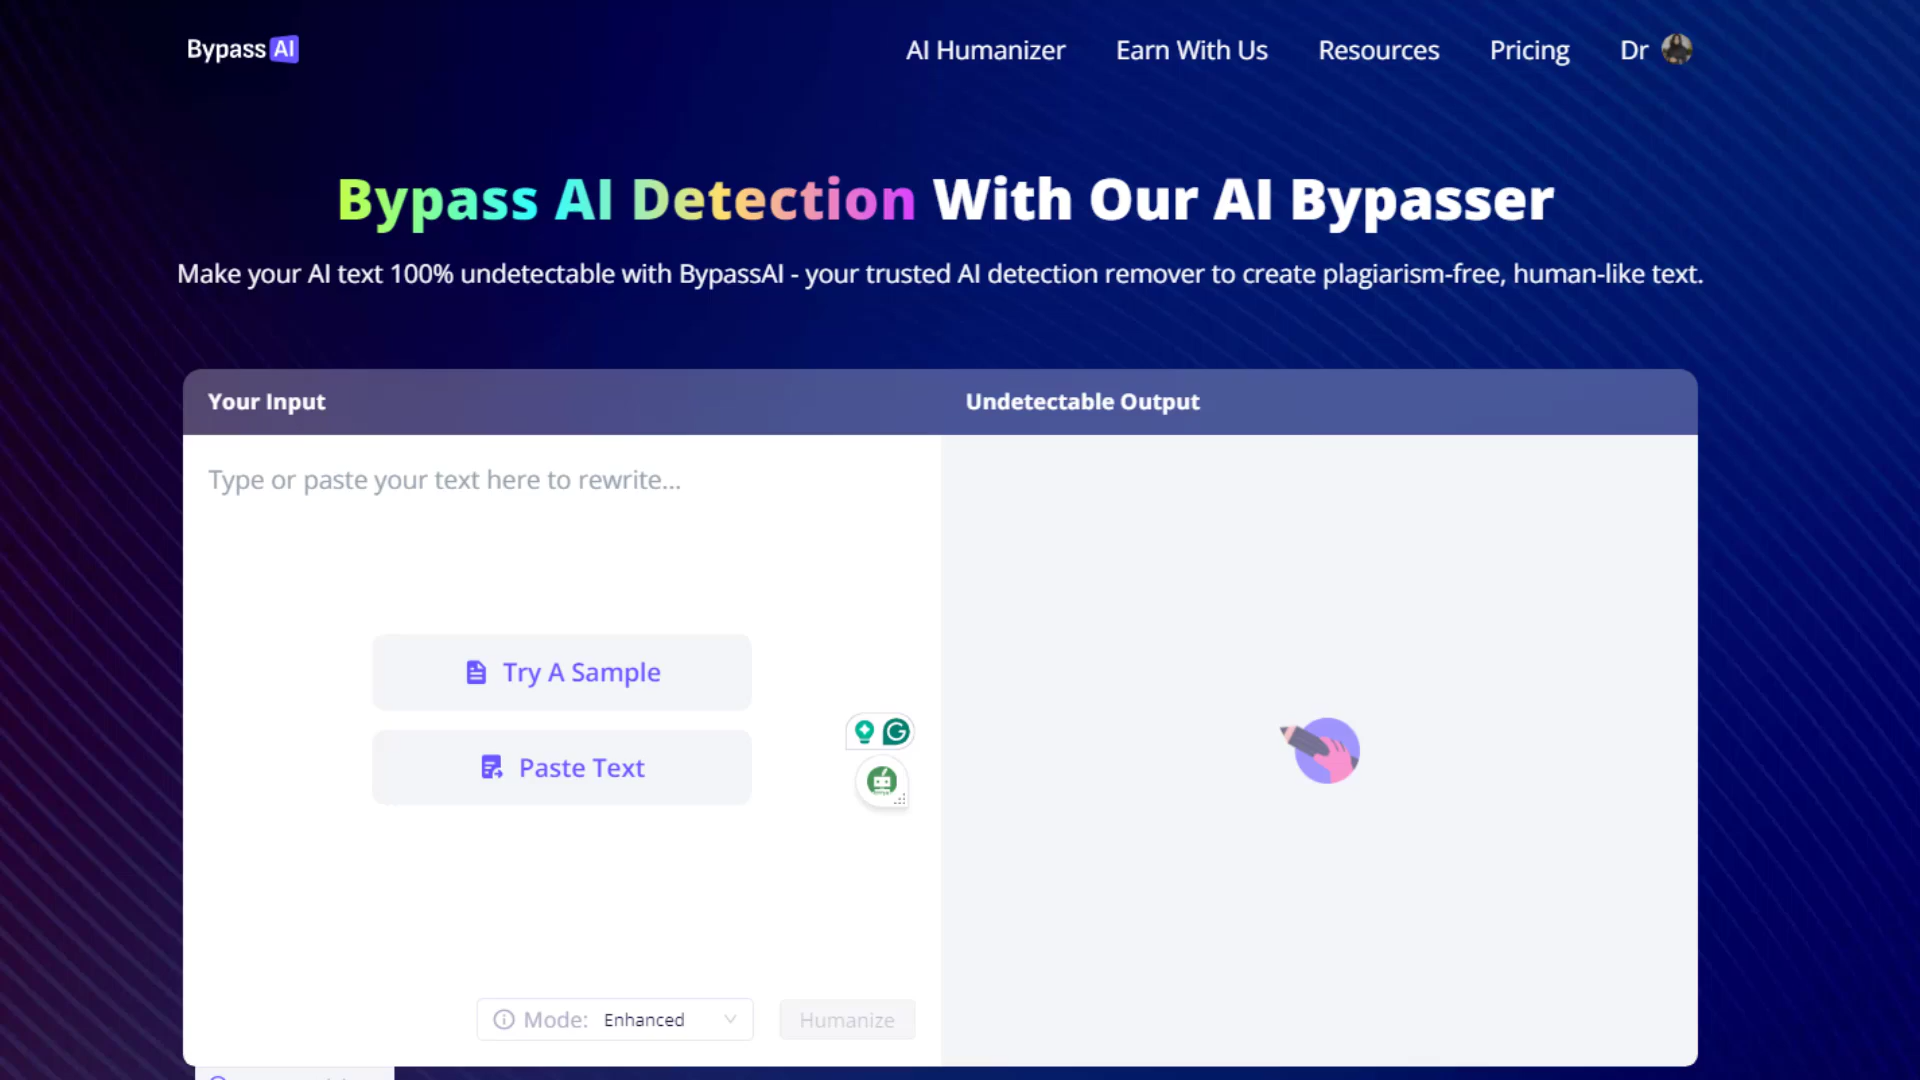 Bypass AI
AI Humanizer
Earn With Us
Resources
Pricing
Dr
Bypass AI Detection With Our AI Bypasser
Make your AI text 100% undetectable with BypassAI - your trusted AI detection remover to create plagiarism-free, human-like text.
Your Input
Undetectable Output
Type or paste your text here to rewrite...
Try A Sample
Paste Text
Mode: Enhanced
Humanize